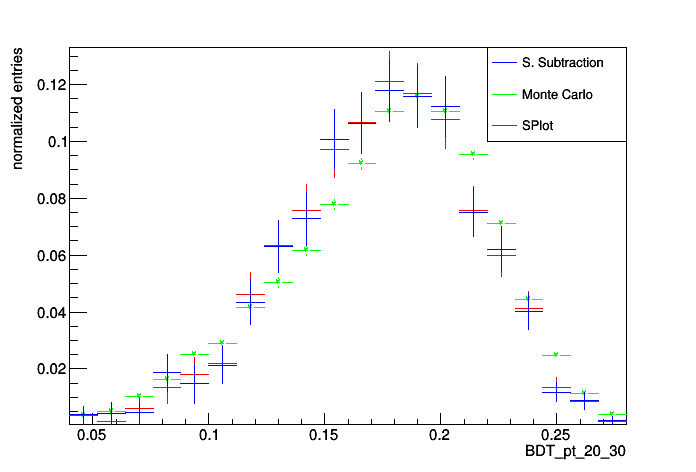 normalized entries
0.12
0.1
0.08
0.06
0.04
0.02
S. Subtraction
Monte Carlo
SPlot
0.05
0.1
0.15
0.2
0.25
BDT_pt_20_30